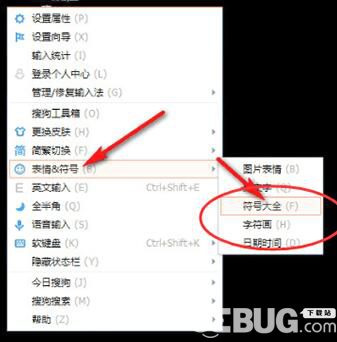 设置属性 (P)
设置向导 (X)
输入统计 (I)
登录个人中心 (L)
管理/修复输入法 (G)
搜狗工具箱 (O)
更换皮肤 (H)
简繁切换 (F)
表情&符号 (B)
英文输入 (E) Ctrl+Shift+E
全半角 (Q)
语音输入 (S)
软键盘 (K) Ctrl+Shift+K
隐藏状态栏 (Y)
今日搜狗 (J)
搜狗搜索 (M)
帮助 (Z)
图片表情 (B)
文字 (Q)
符号大全 (F)
字符画 (H)
日期时间 (D)
EBUG.com
下载站